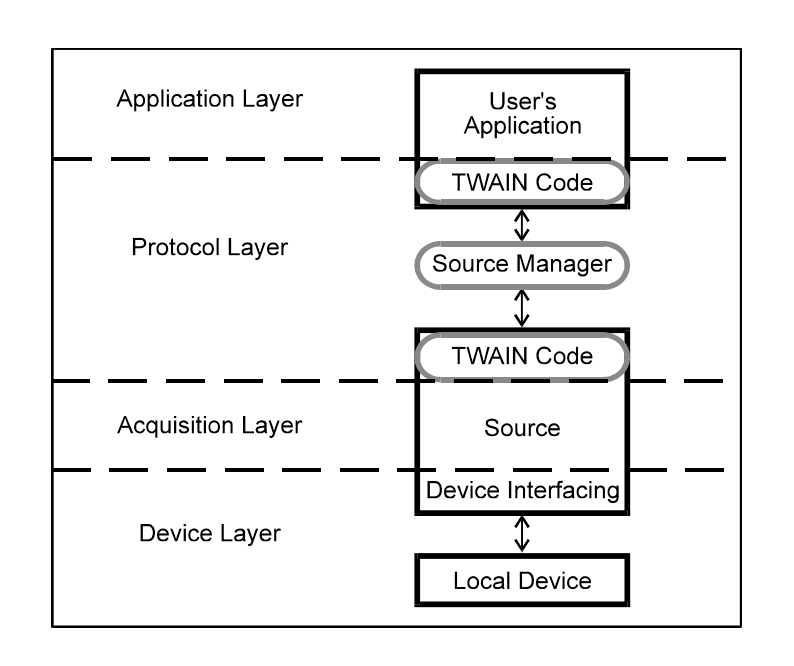 Application Layer
User's
Application
TWAIN Code
Protocol Layer
Source Manager
TWAIN Code
Acquisition Layer
Source
Device Interfacing
Device Layer
Local Device